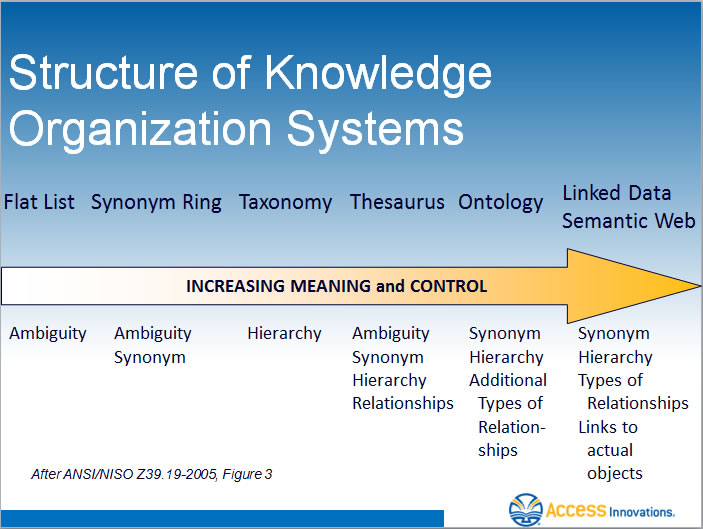 Structure of Knowledge
Organization Systems
Flat List
Synonym Ring
Taxonomy
Thesaurus
Ontology
Linked Data
Semantic Web
INCREASING MEANING and CONTROL
Ambiguity
Ambiguity
Synonym
Hierarchy
Ambiguity
Synonym
Hierarchy
Relationships
Synonym
Hierarchy
Additional
Types of
Relation-
ships
Synonym
Hierarchy
Types of
Relationships
Links to
actual
objects
After ANSI/NISO Z39.19-2005, Figure 3
Access Innovations®